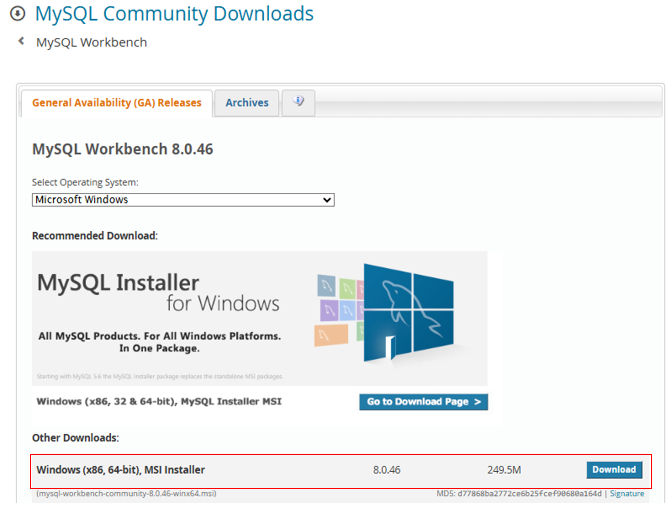 MySQL Community Downloads
MySQL Workbench
General Availability (GA) Releases Archives
MySQL Workbench 8.0.46
Select Operating System:
Microsoft Windows
Recommended Download:
MySQL Installer
for Windows
All MySQL Products. For All Windows Platforms.
In One Package.
Starting with MySQL 5.6 the MySQL Installer package replaces the standalone MSI packages.
Windows (x86, 32 & 64-bit), MySQL Installer MSI Go to Download Page >
Other Downloads:
Windows (x86, 64-bit), MSI Installer 8.0.46 249.5M Download
(mysql-workbench-community-8.0.46-winx64.msi) MD5: d77868ba2772ce6b25fcef90680a164d | Signature